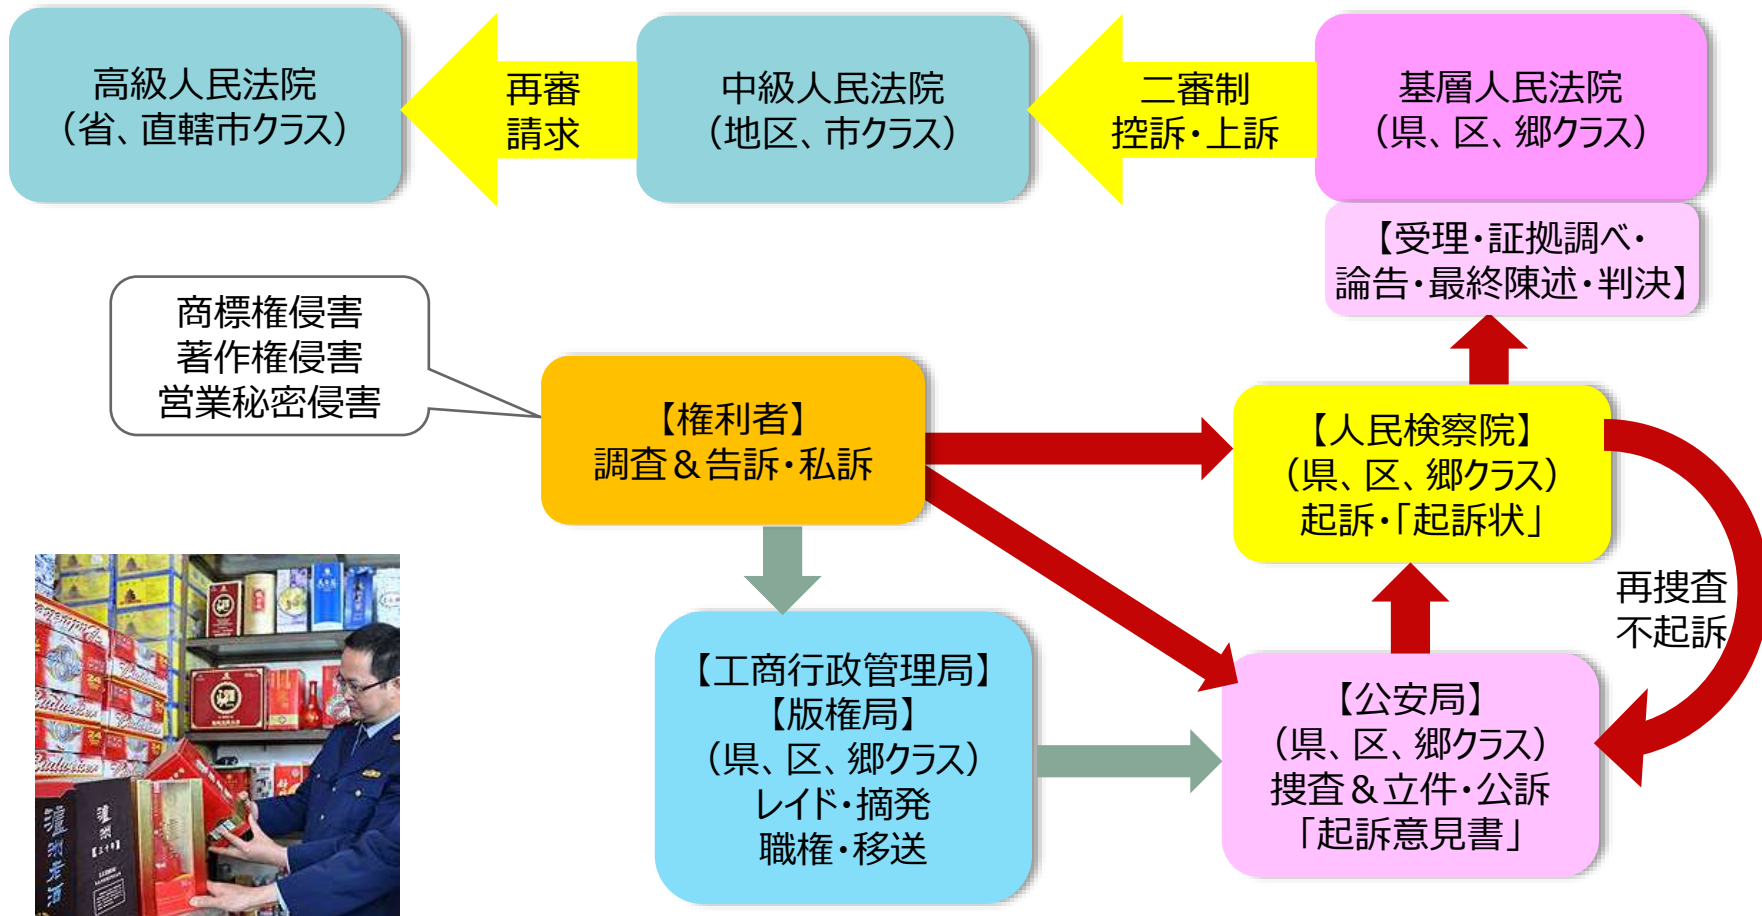 高級人民法院
（省、直轄市クラス）
再審
請求
中級人民法院
（地区、市クラス）
二審制
控訴・上訴
基層人民法院
（県、区、郷クラス）
【受理・証拠調べ・
論告・最終陳述・判決】
商標権侵害
著作権侵害
営業秘密侵害
【権利者】
調査＆告訴・私訴
【人民検察院】
（県、区、郷クラス）
起訴・「起訴状」
再捜査
不起訴
【工商行政管理局】
【版権局】
（県、区、郷クラス）
レイド・摘発
職権・移送
【公安局】
（県、区、郷クラス）
捜査＆立件・公訴
「起訴意見書」
Budweiser
Budweiser
瀘州老窖